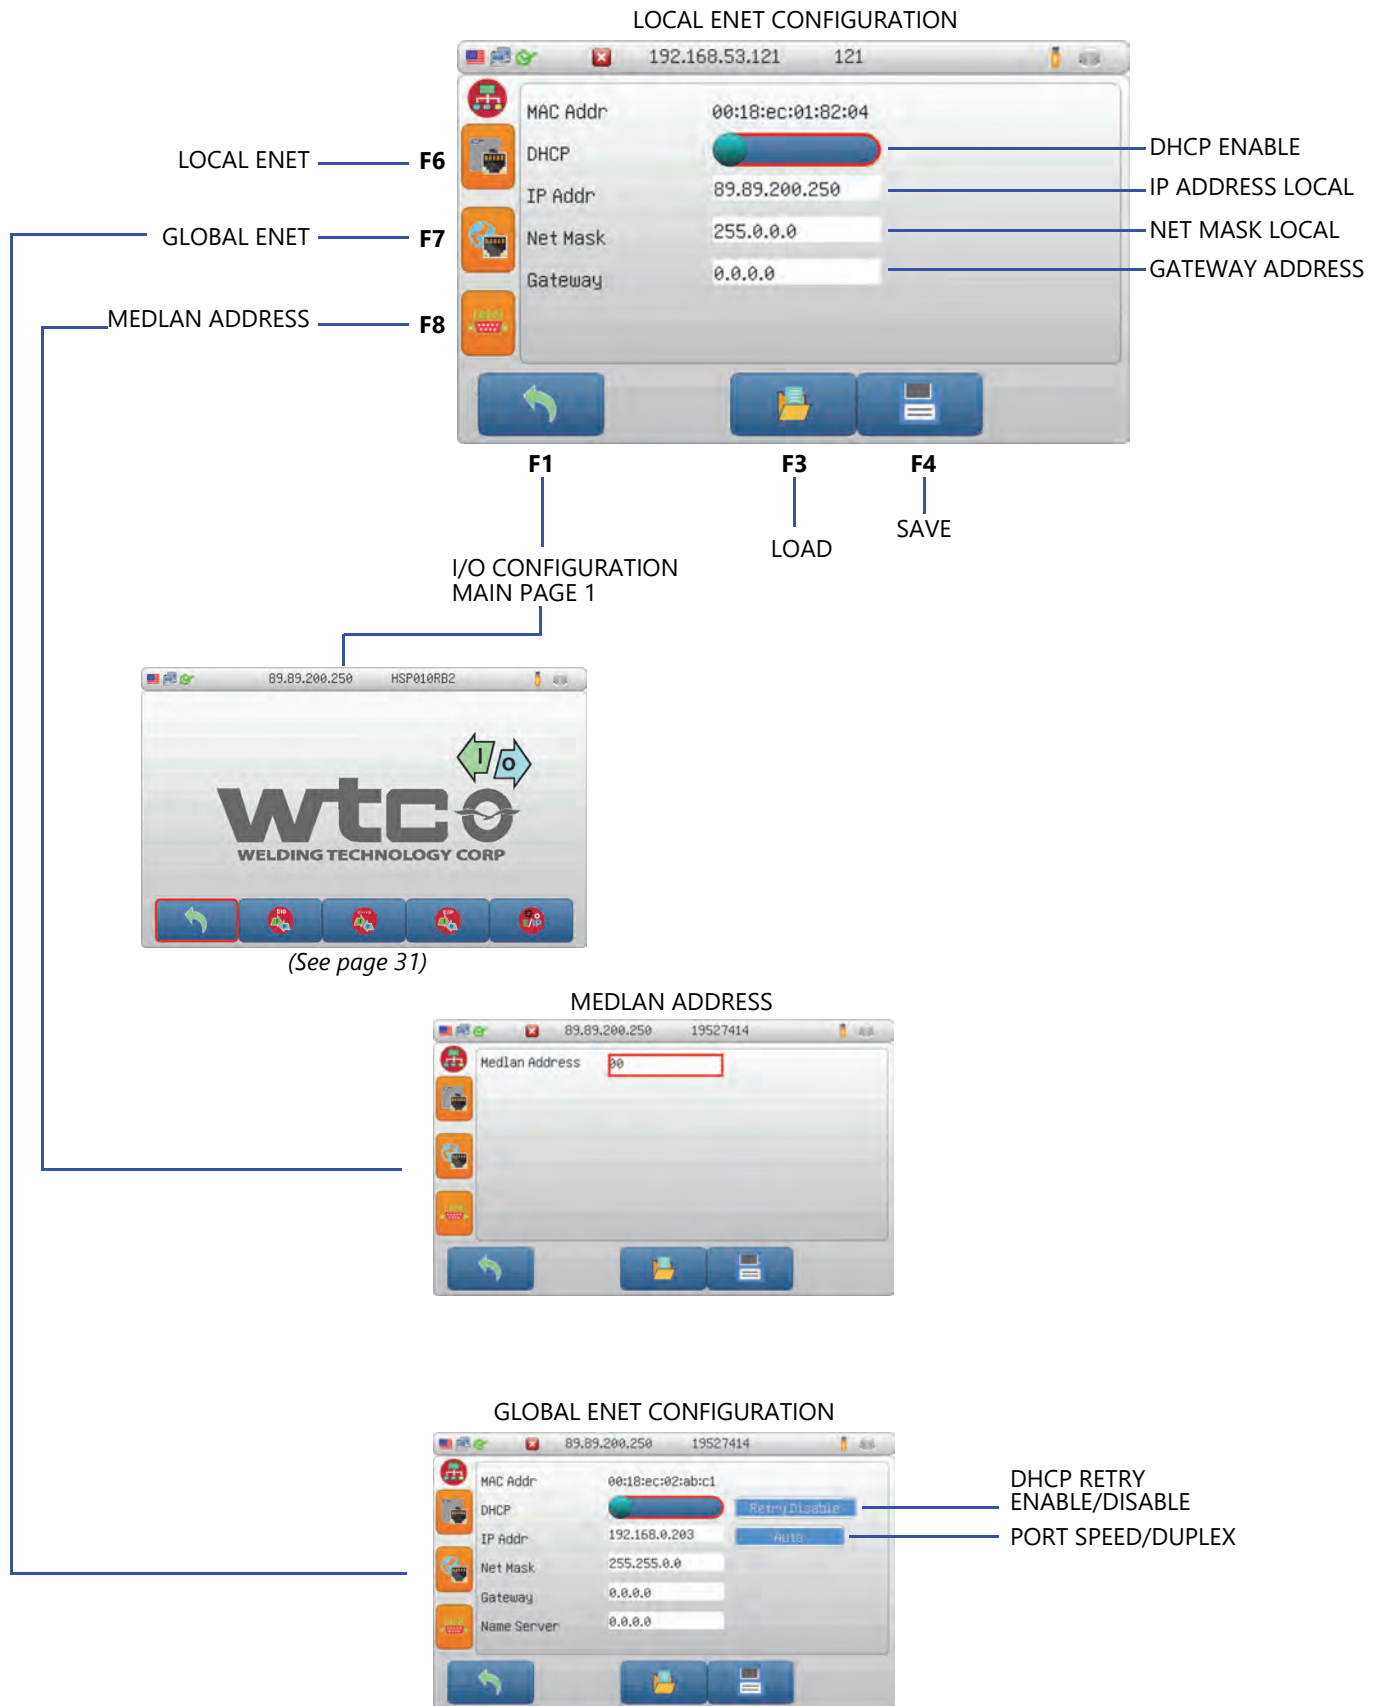 LOCAL ENET CONFIGURATION
192.168.53.121 121
MAC Addr 00:18:ec:01:82:04
LOCAL ENET F6 DHCP DHCP ENABLE
IP Addr 89.89.200.250 IP ADDRESS LOCAL
GLOBAL ENET F7 Net Mask 255.0.0.0 NET MASK LOCAL
Gateway 0.0.0.0 GATEWAY ADDRESS
MEDLAN ADDRESS F8
F1 F3 F4
LOAD SAVE
I/O CONFIGURATION
MAIN PAGE 1
89.89.200.250 HSP010RB2
I/O
wtco
WELDING TECHNOLOGY CORP
E/IP
(See page 31)
MEDLAN ADDRESS
89.89.200.250 19527414
Medlan Address 00
GLOBAL ENET CONFIGURATION
89.89.200.250 19527414
MAC Addr 00:18:ec:02:ab:c1
DHCP Retry Disable DHCP RETRY
ENABLE/DISABLE
IP Addr 192.168.0.203 Auto PORT SPEED/DUPLEX
Net Mask 255.255.0.0
Gateway 0.0.0.0
Name Server 0.0.0.0